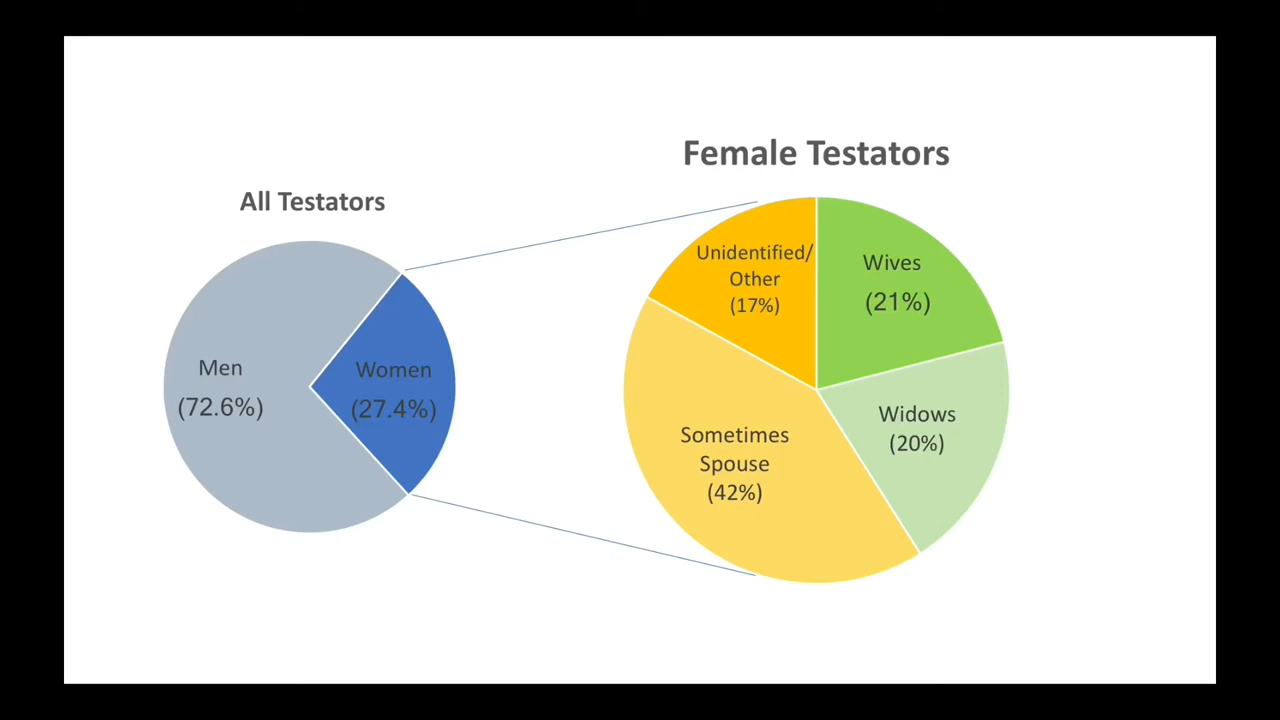 All Testators
Men
(72.6%)
Women
(27.4%)
Female Testators
Unidentified/
Other
(17%)
Wives
(21%)
Widows
(20%)
Sometimes
Spouse
(42%)